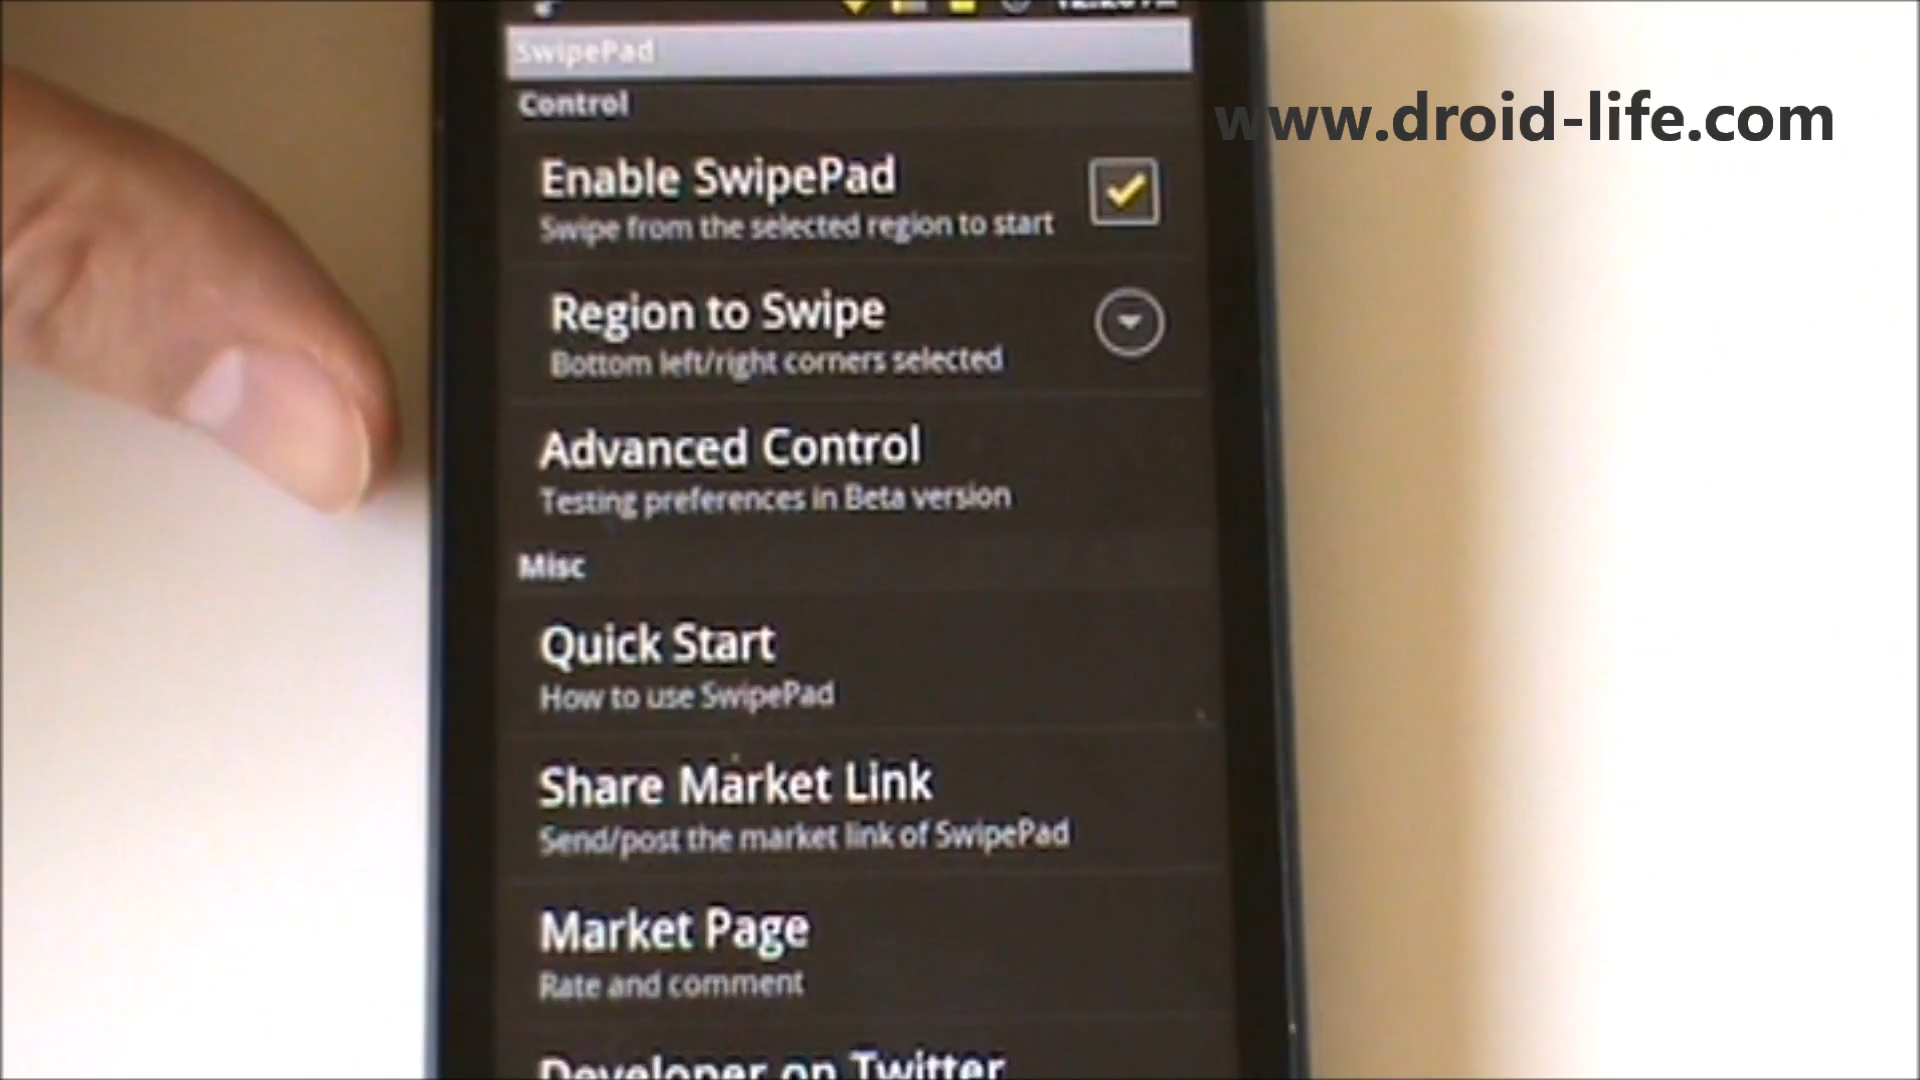 SwipePad
www.droid-life.com
Control
Enable SwipePad
Swipe from the selected region to start
Region to Swipe
Bottom left/right corners selected
Advanced Control
Testing preferences in Beta version
Misc
Quick Start
How to use SwipePad
Share Market Link
Send/post the market link of SwipePad
Market Page
Rate and comment
Developer on Twitter